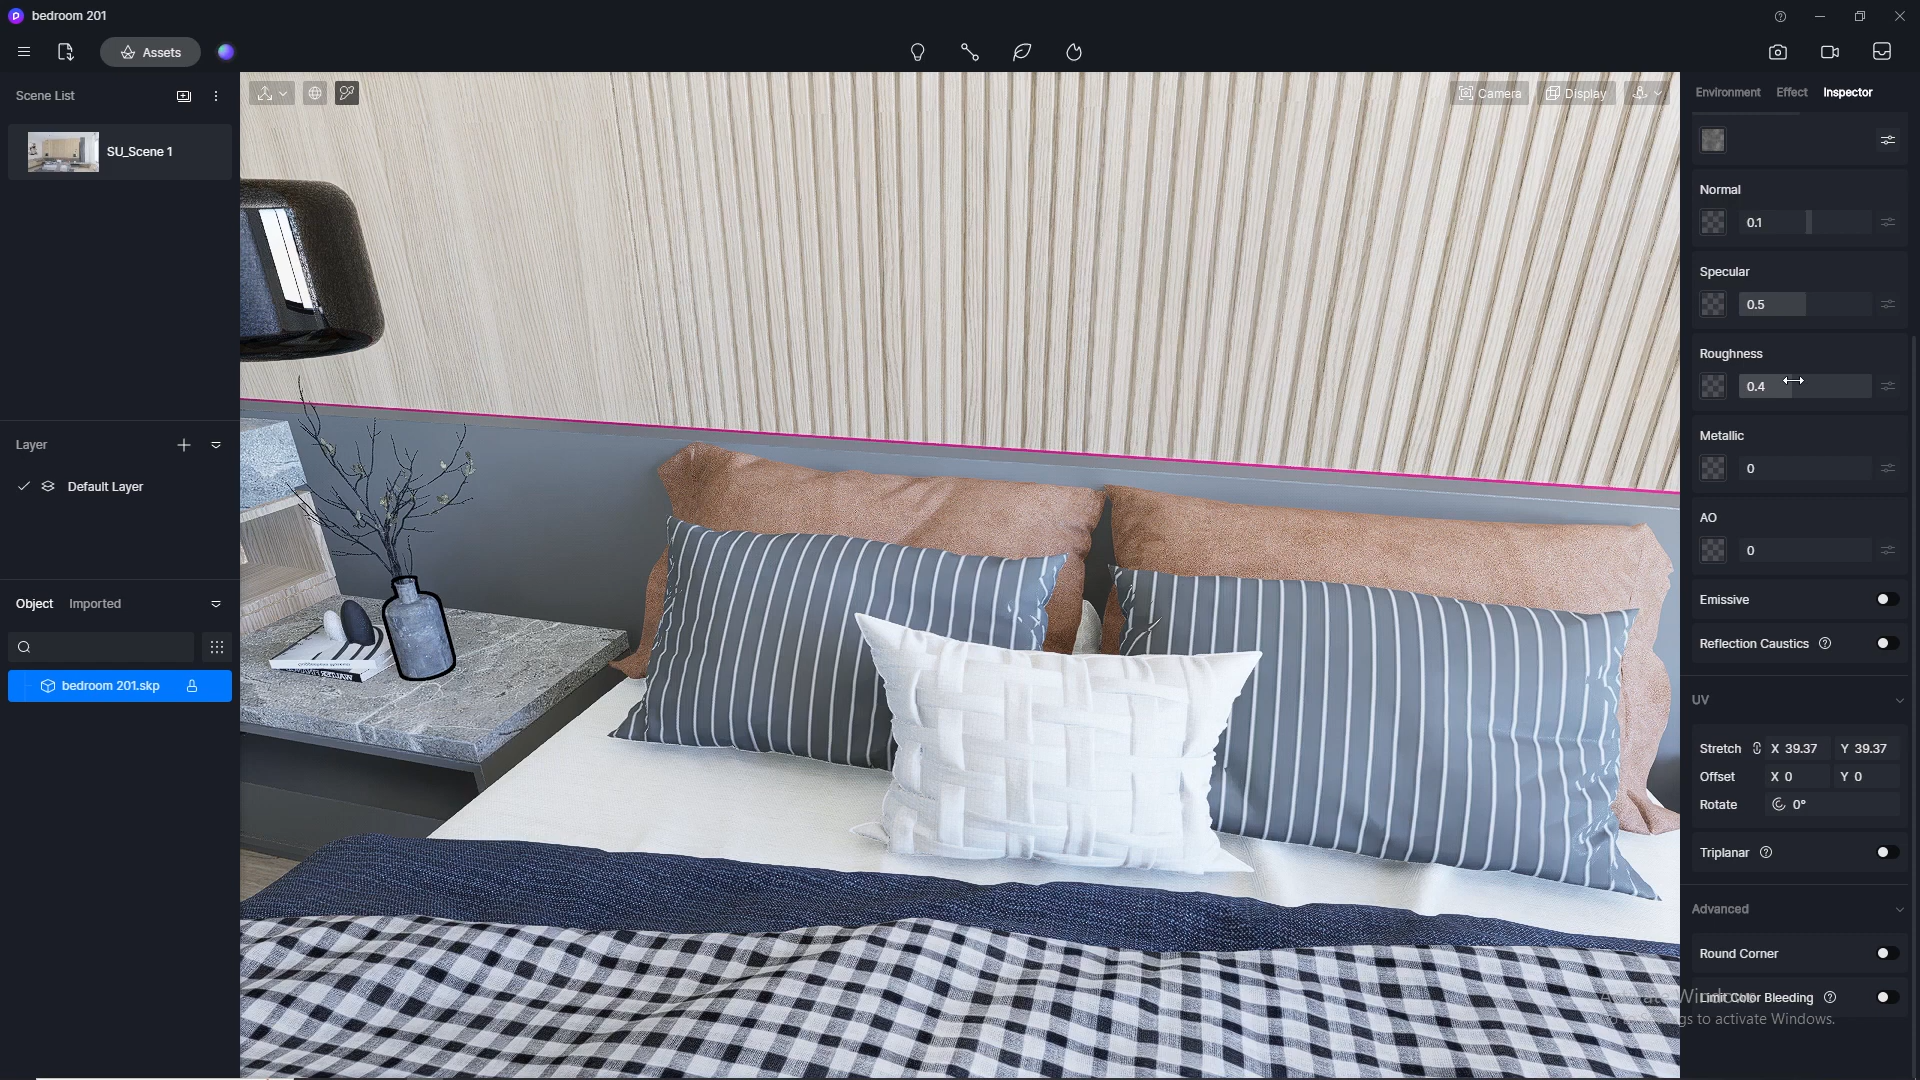 bedroom 201
Assets
Scene List
SU_Scene 1
Layer
Default Layer
Object Imported
bedroom 201.skp
Camera
Display
Environment Effect Inspector
Normal
0.1
Specular
0.5
Roughness
0.4
Metallic
0
AO
0
Emissive
Reflection Caustics
UV
Stretch X 39.37 Y 39.37
Offset X 0 Y 0
Rotate 0°
Triplanar
Advanced
Round Corner
Limit Color Bleeding
Activate Windows
gs to activate Windows.